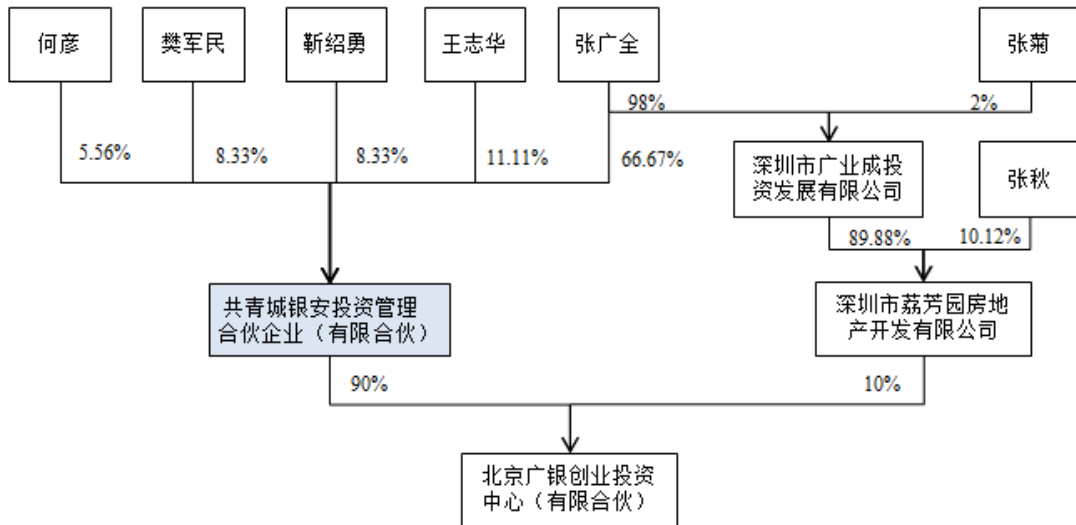 何彦
樊军民
靳绍勇
王志华
张广全
张菊
98%
2%
5.56%
8.33%
8.33%
11.11%
66.67%
深圳市广业成投
资发展有限公司
张秋
89.88%
10.12%
共青城银安投资管理
合伙企业（有限合伙）
深圳市荔芳园房地
产开发有限公司
90%
10%
北京广银创业投资
中心（有限合伙）